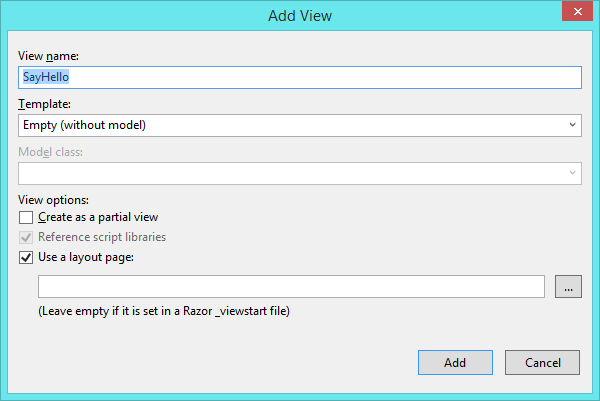 Add View
View name:
SayHello
Template:
Empty (without model)
Model class:
View options:
Create as a partial view
Reference script libraries
Use a layout page:
...
(Leave empty if it is set in a Razor _viewstart file)
Add Cancel